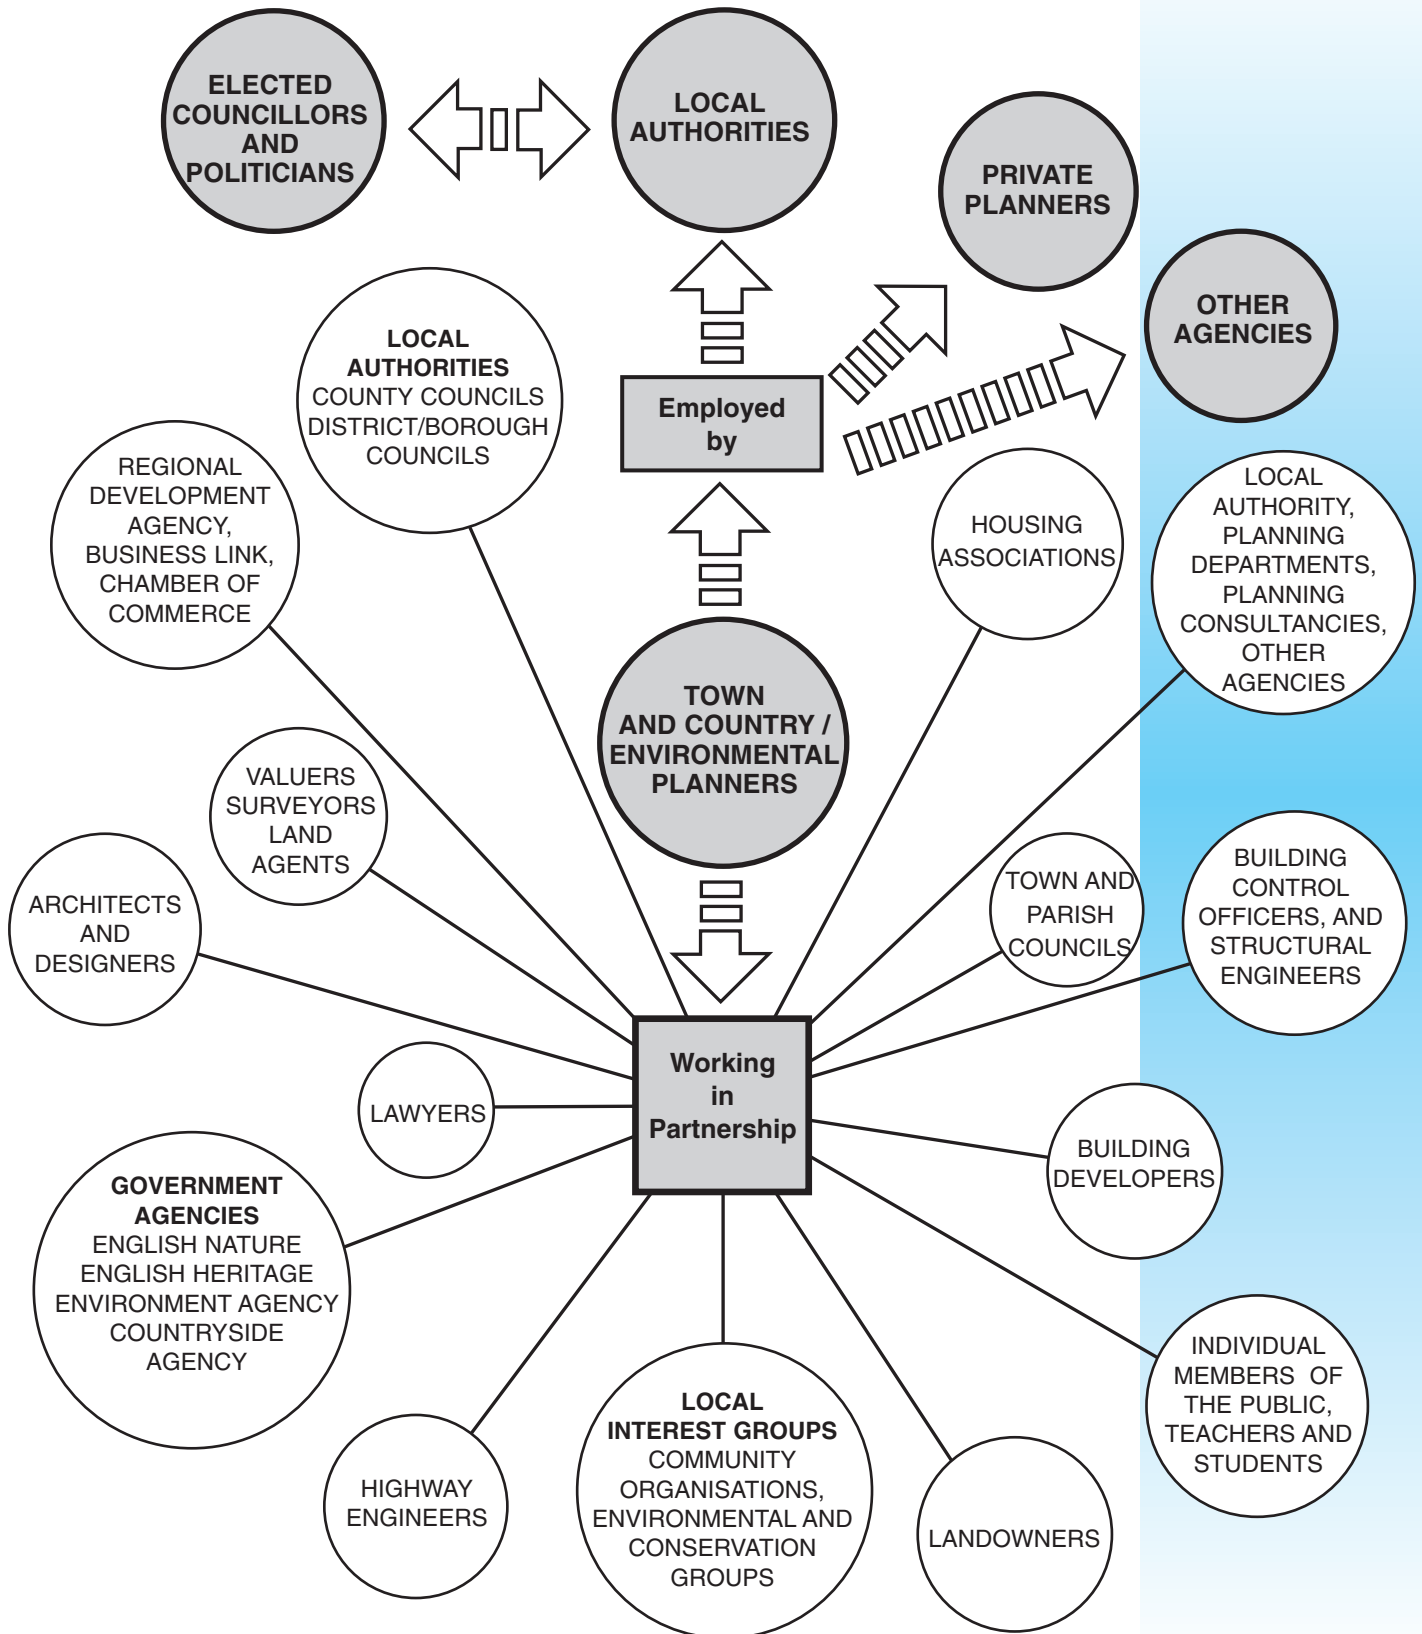 ELECTED
COUNCILLORS
AND
POLITICIANS
LOCAL
AUTHORITIES
PRIVATE
PLANNERS
OTHER
AGENCIES
LOCAL
AUTHORITIES
COUNTY COUNCILS
DISTRICT/BOROUGH
COUNCILS
Employed
by
REGIONAL
DEVELOPMENT
AGENCY,
BUSINESS LINK,
CHAMBER OF
COMMERCE
HOUSING
ASSOCIATIONS
LOCAL
AUTHORITY,
PLANNING
DEPARTMENTS,
PLANNING
CONSULTANCIES,
OTHER
AGENCIES
TOWN
AND COUNTRY /
ENVIRONMENTAL
PLANNERS
VALUERS
SURVEYORS
LAND
AGENTS
ARCHITECTS
AND
DESIGNERS
TOWN AND
PARISH
COUNCILS
BUILDING
CONTROL
OFFICERS, AND
STRUCTURAL
ENGINEERS
Working
in
Partnership
LAWYERS
BUILDING
DEVELOPERS
GOVERNMENT
AGENCIES
ENGLISH NATURE
ENGLISH HERITAGE
ENVIRONMENT AGENCY
COUNTRYSIDE
AGENCY
INDIVIDUAL
MEMBERS OF
THE PUBLIC,
TEACHERS AND
STUDENTS
HIGHWAY
ENGINEERS
LOCAL
INTEREST GROUPS
COMMUNITY
ORGANISATIONS,
ENVIRONMENTAL AND
CONSERVATION
GROUPS
LANDOWNERS